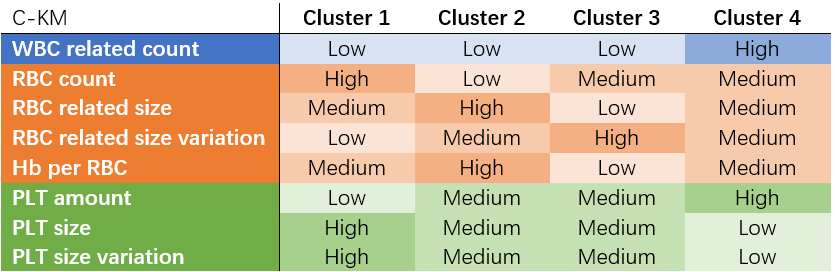 C-KM Cluster 1 Cluster 2 Cluster 3 Cluster 4
WBC related count Low Low Low High
RBC count High Low Medium Medium
RBC related size Medium High Low Medium
RBC related size variation Low Medium High Medium
Hb per RBC Medium High Low Medium
PLT amount Low Medium Medium High
PLT size High Medium Medium Low
PLT size variation High Medium Medium Low